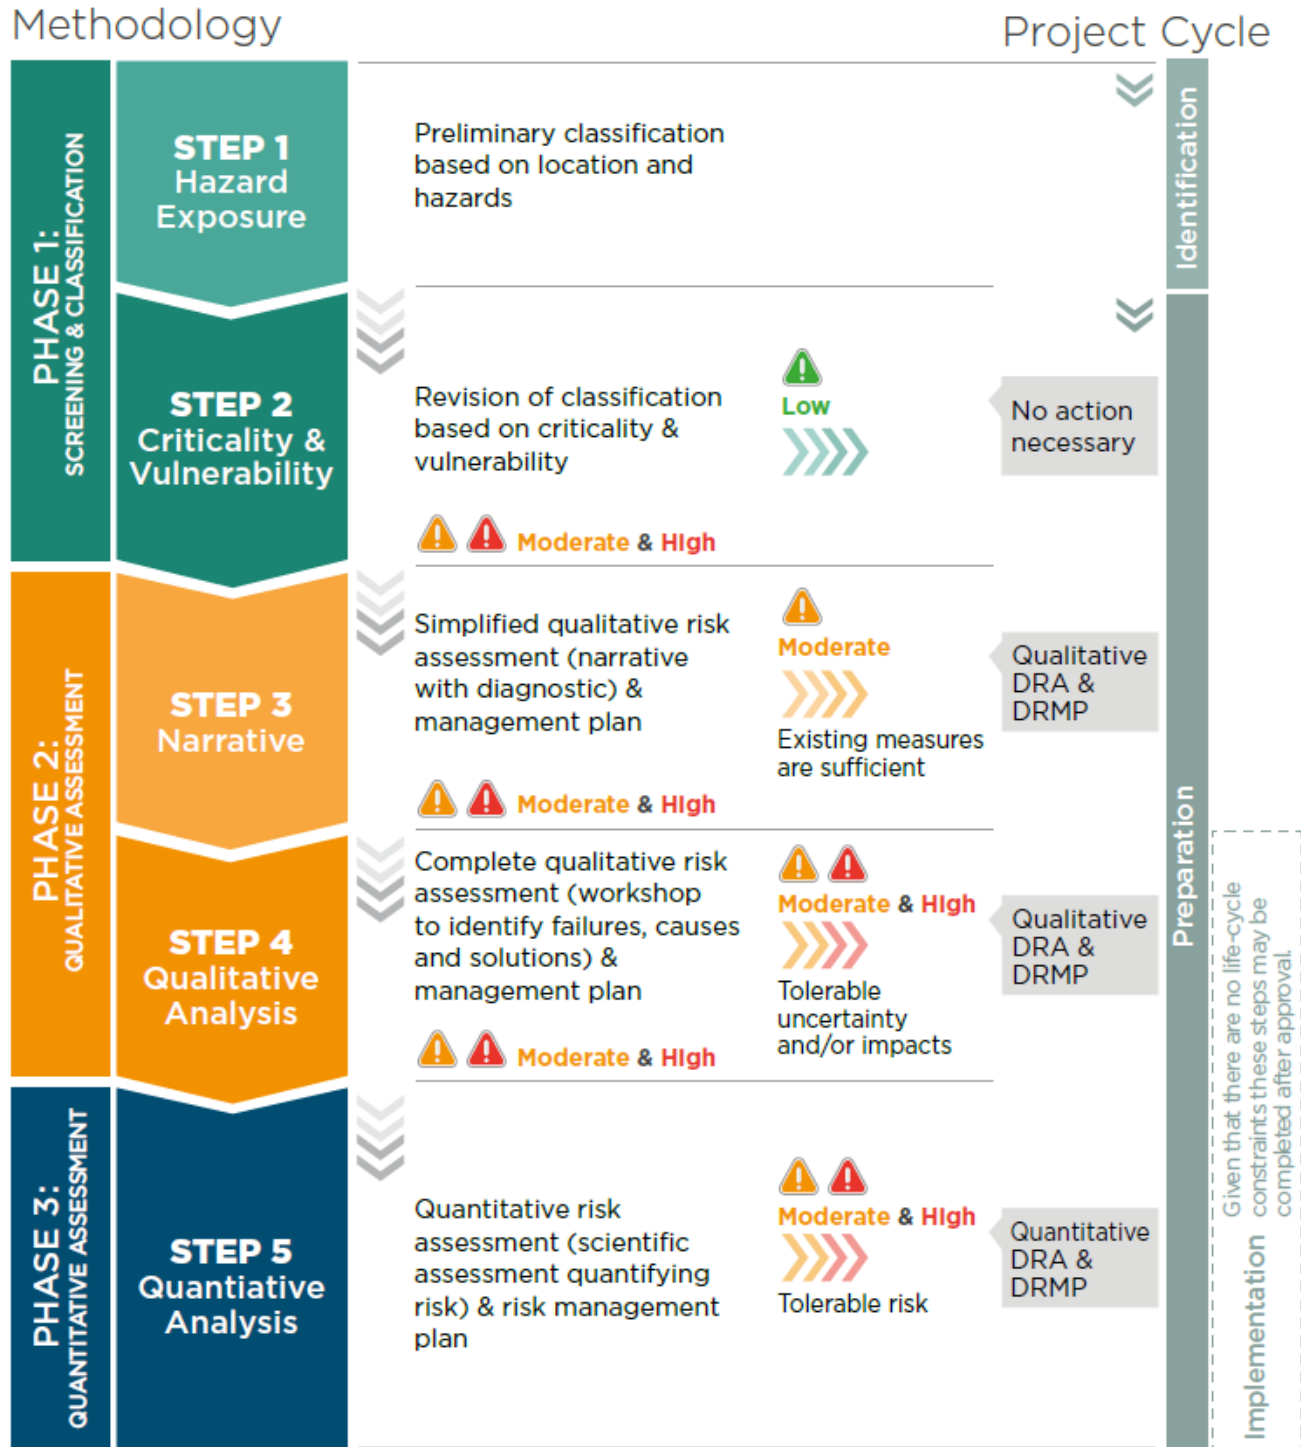 Methodology
Project Cycle
PHASE 1:
SCREENING & CLASSIFICATION
STEP 1
Hazard
Exposure
Preliminary classification
based on location and
hazards
Identification
STEP 2
Criticality &
Vulnerability
Revision of classification
based on criticality &
vulnerability
Low
No action
necessary
Moderate & HIgh
PHASE 2:
QUALITATIVE ASSESSMENT
STEP 3
Narrative
Simplified qualitative risk
assessment (narrative
with diagnostic) &
management plan
Moderate
Existing measures
are sufficient
Qualitative
DRA &
DRMP
Moderate & HIgh
Preparation
STEP 4
Qualitative
Analysis
Complete qualitative risk
assessment (workshop
to identify failures, causes
and solutions) &
management plan
Moderate & HIgh
Tolerable
uncertainty
and/or impacts
Qualitative
DRA &
DRMP
Moderate & HIgh
PHASE 3:
QUANTITATIVE ASSESSMENT
STEP 5
Quantiative
Analysis
Quantitative risk
assessment (scientific
assessment quantifying
risk) & risk management
plan
Moderate & HIgh
Tolerable risk
Quantitative
DRA &
DRMP
Implementation
Given that there are no life-cycle
constraints these steps may be
completed after approval.